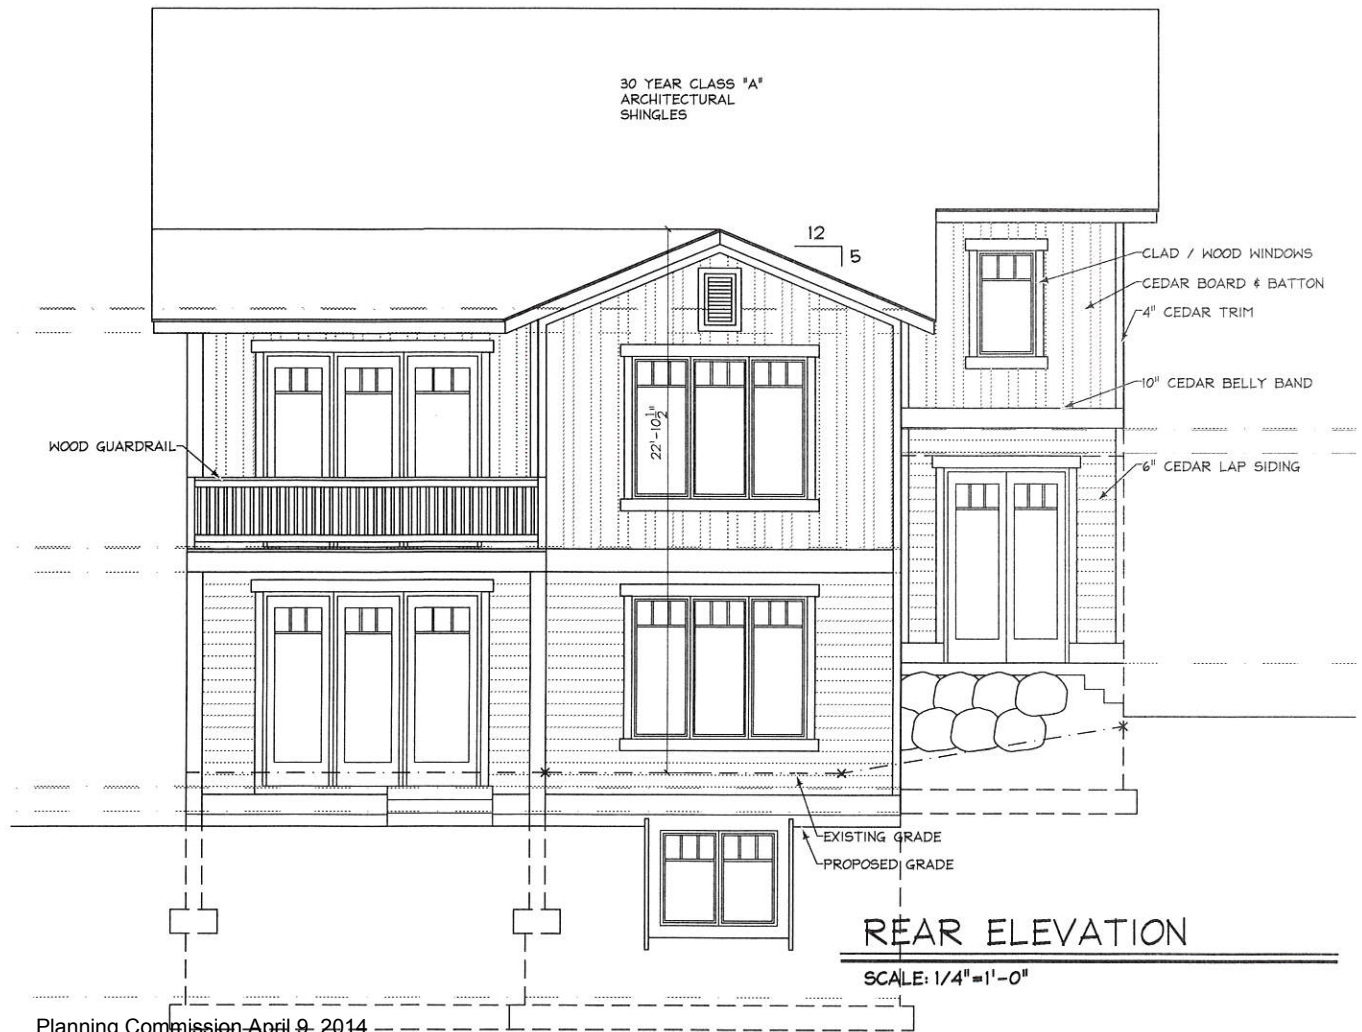 30 YEAR CLASS "A"
ARCHITECTURAL
SHINGLES
12
5
CLAD / WOOD WINDOWS
CEDAR BOARD & BATTON
4" CEDAR TRIM
10" CEDAR BELLY BAND
WOOD GUARDRAIL
22'-10 1/2"
6" CEDAR LAP SIDING
EXISTING GRADE
PROPOSED GRADE
REAR ELEVATION
SCALE: 1/4"=1'-0"
Planning Commission April 9, 2014